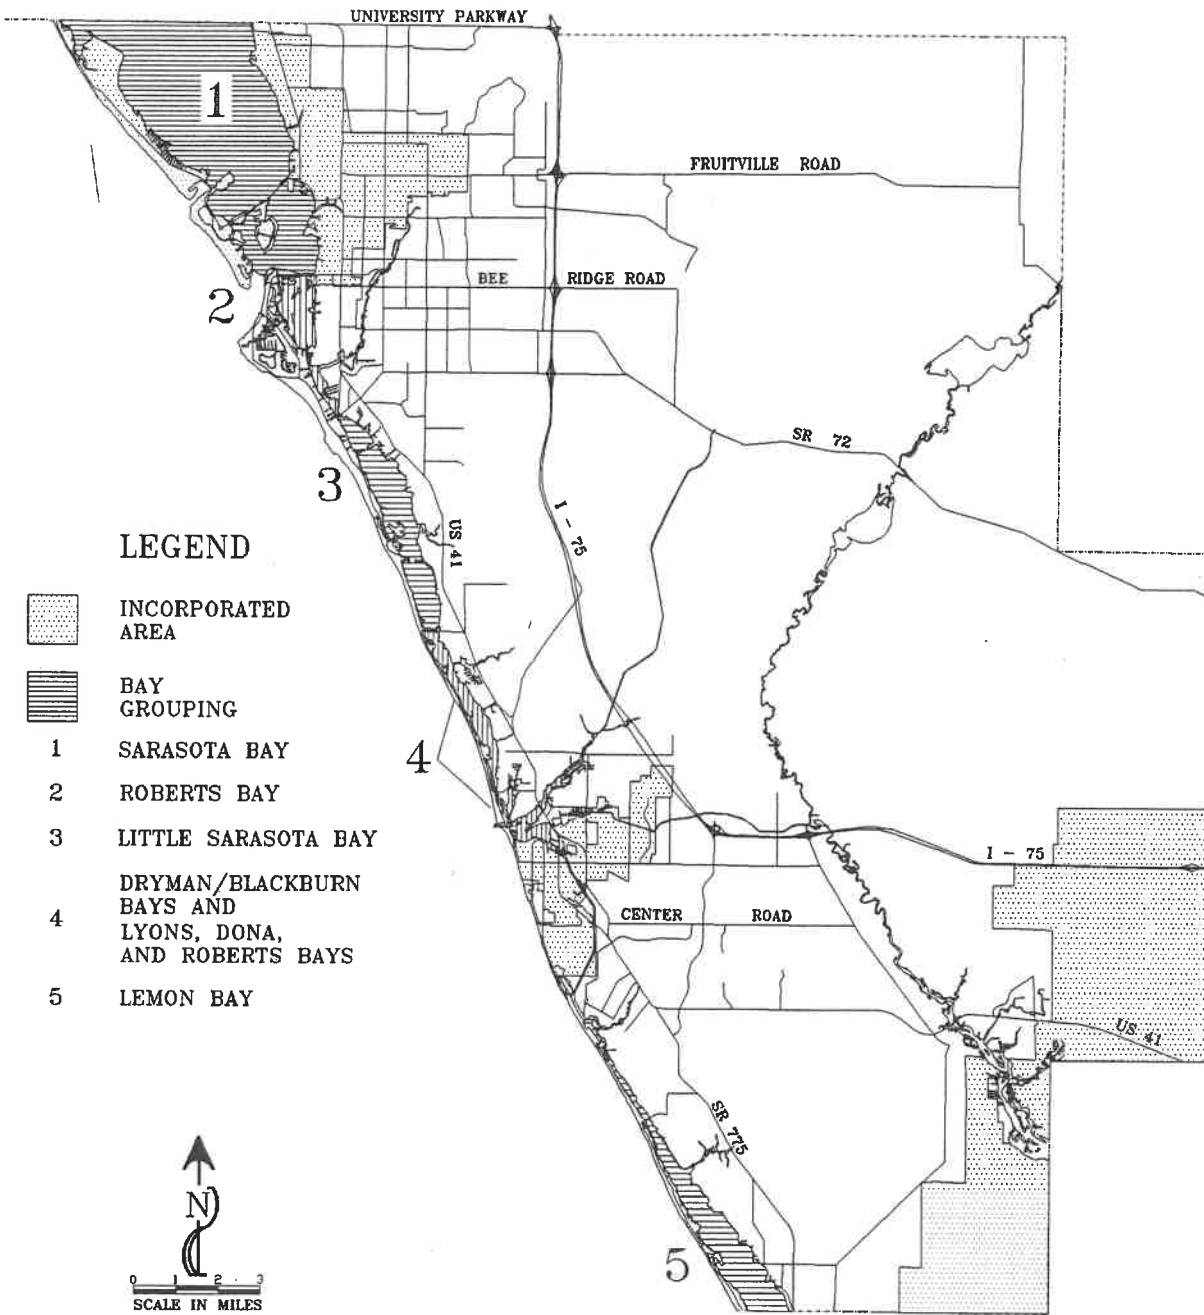 UNIVERSITY PARKWAY
1
FRUITVILLE ROAD
BEE RIDGE ROAD
2
SR 72
3
I - 75
US 41
LEGEND
INCORPORATED
AREA
BAY
GROUPING
1 SARASOTA BAY
2 ROBERTS BAY
3 LITTLE SARASOTA BAY
4 DRYMAN/BLACKBURN
BAYS AND
LYONS, DONA,
AND ROBERTS BAYS
5 LEMON BAY
4
I - 75
CENTER ROAD
US 41
SR 775
5
N
0 1 2 3
SCALE IN MILES